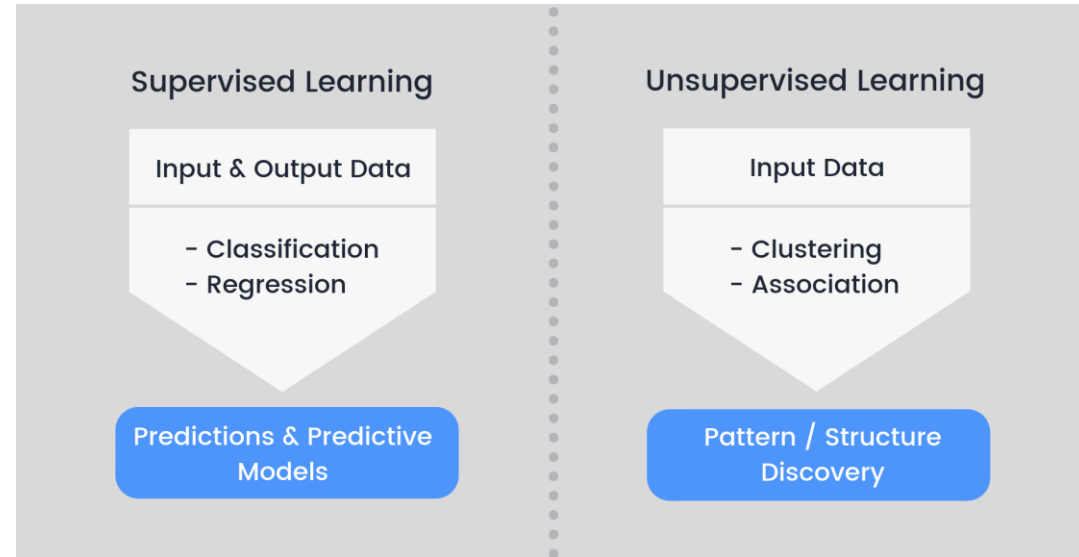 Supervised Learning
Input & Output Data
- Classification
- Regression
Predictions & Predictive
Models
Unsupervised Learning
Input Data
- Clustering
- Association
Pattern / Structure
Discovery